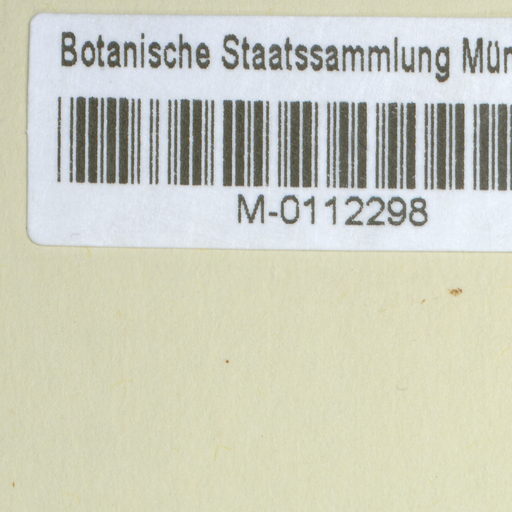 Botanische Staatssammlung Mün
M-0112298